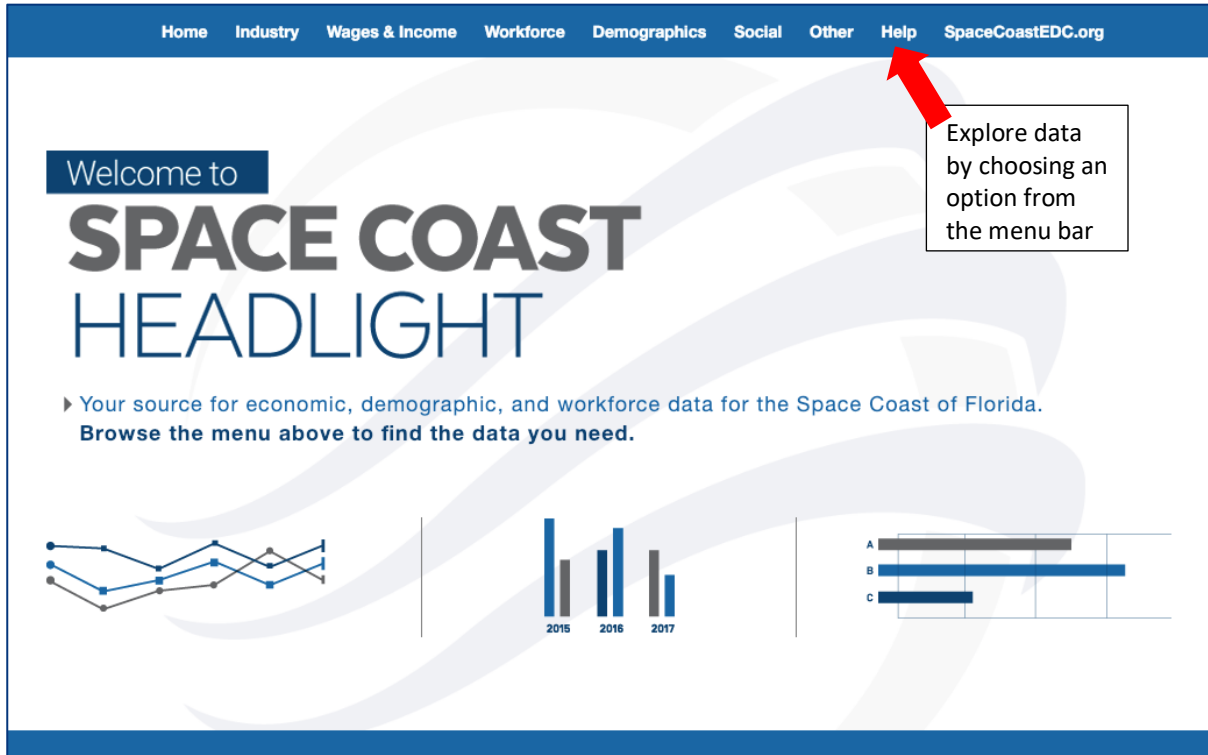 Home Industry Wages & Income Workforce Demographics Social Other Help SpaceCoastEDC.org
Explore data
by choosing an
option from
the menu bar
Welcome to
SPACE COAST
HEADLIGHT
Your source for economic, demographic, and workforce data for the Space Coast of Florida.
Browse the menu above to find the data you need.
2015 2016 2017
A
B
C